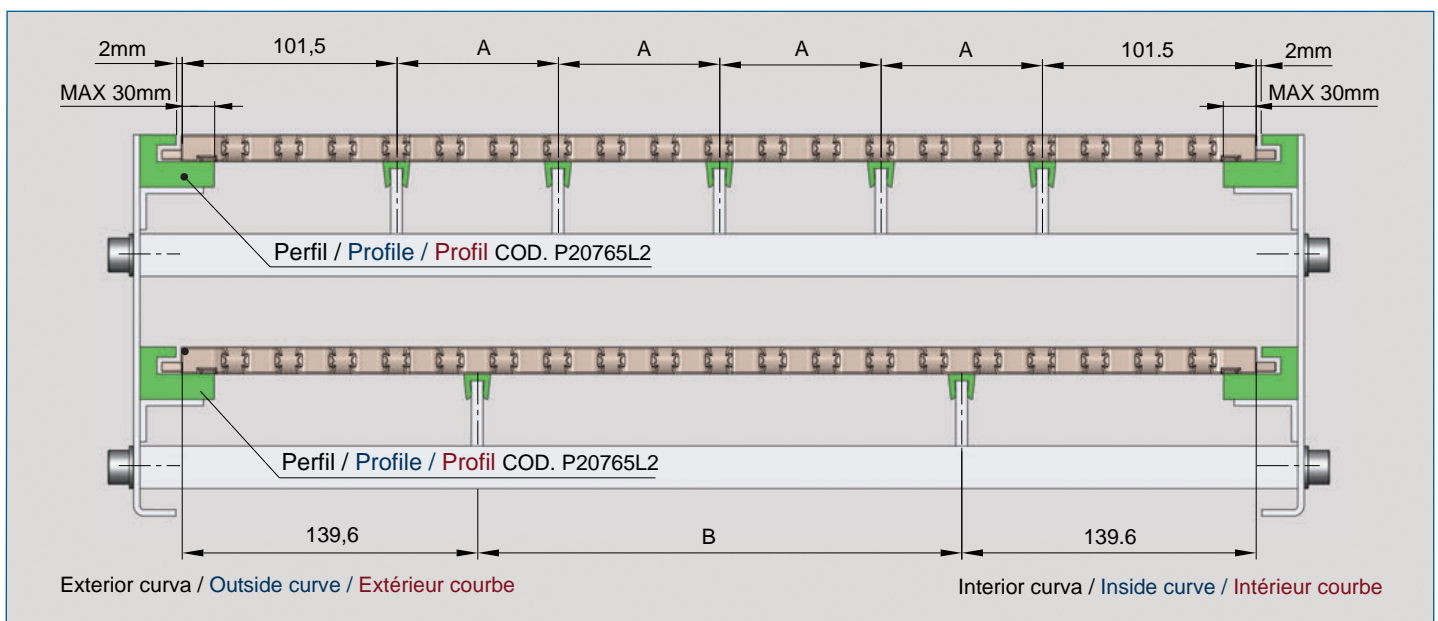 2mm 101,5 A A A A 101.5 2mm
MAX 30mm MAX 30mm
Perfil / Profile / Profil COD. P20765L2
Perfil / Profile / Profil COD. P20765L2
139,6 B 139.6
Exterior curva / Outside curve / Extérieur courbe Interior curva / Inside curve / Intérieur courbe